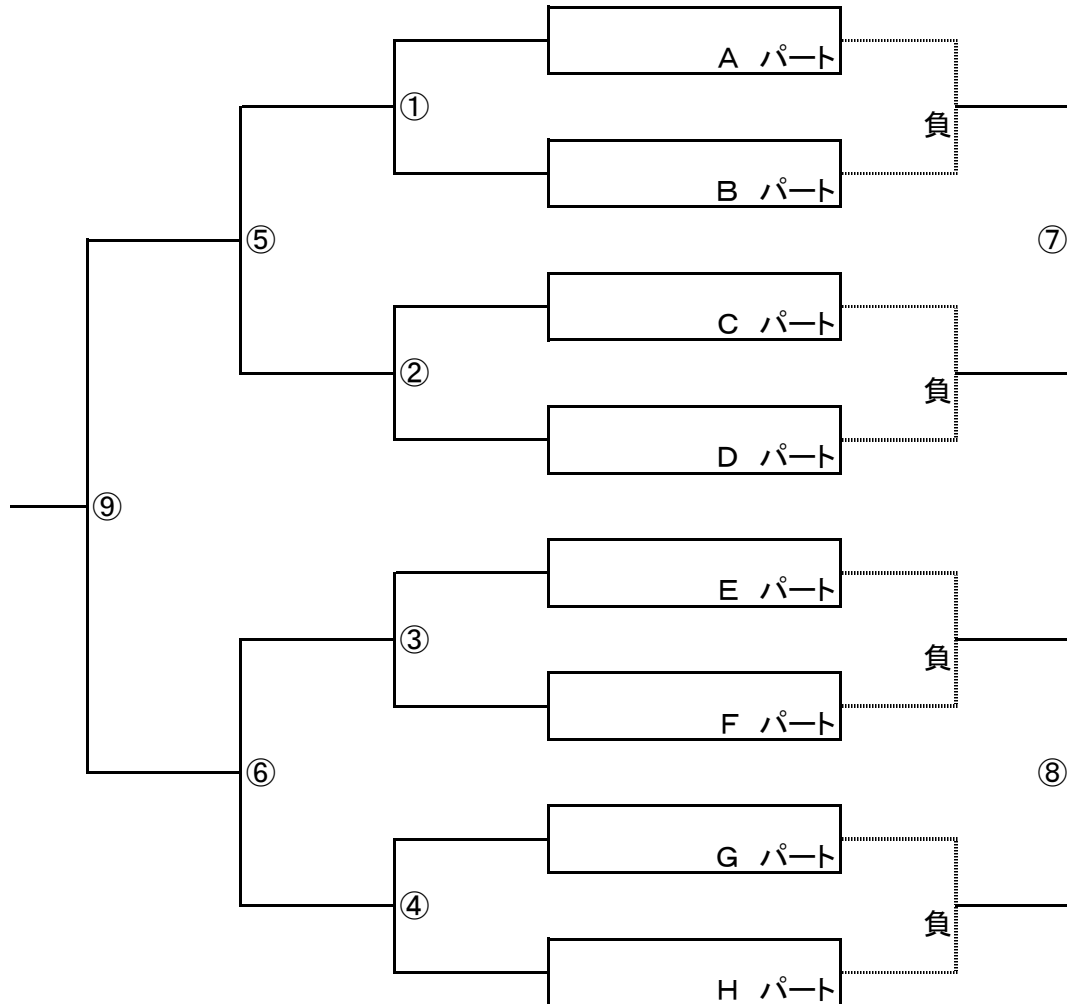 Ａ パート
①
負
Ｂ パート
⑤
⑦
Ｃ パート
②
負
Ｄ パート
⑨
Ｅ パート
③
負
Ｆ パート
⑥
⑧
Ｇ パート
④
負
Ｈ パート